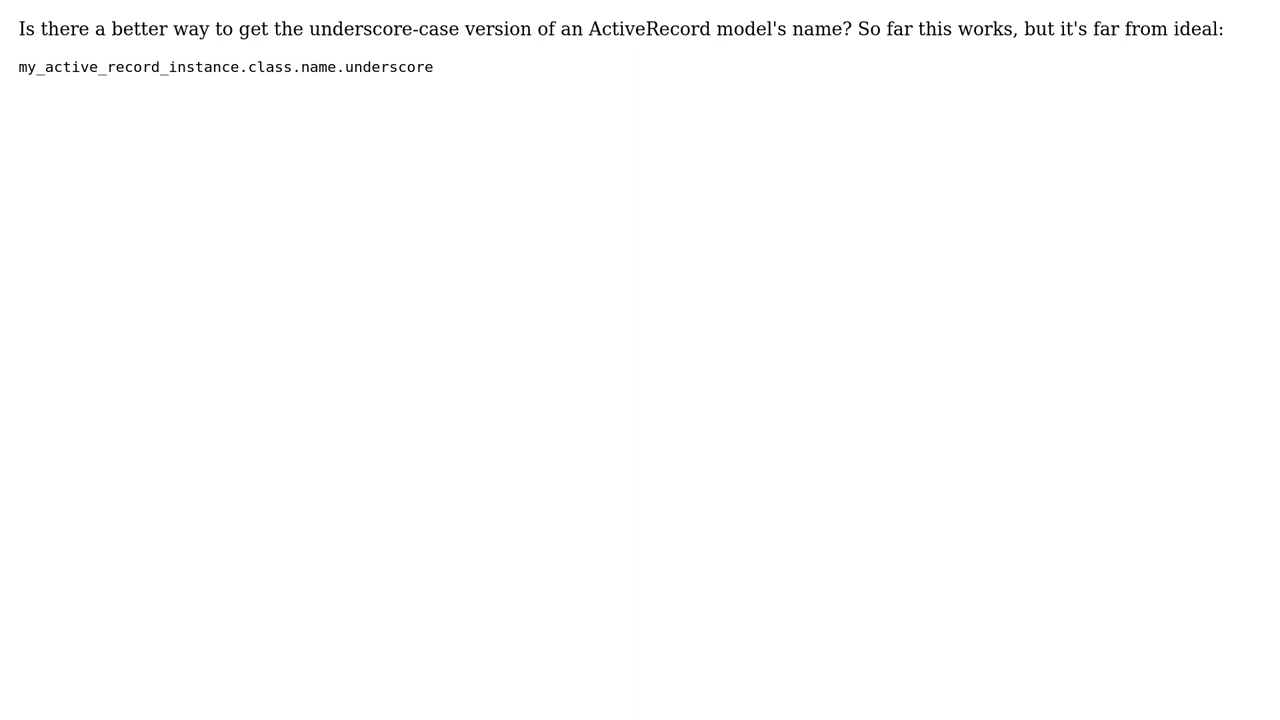 Is there a better way to get the underscore-case version of an ActiveRecord model's name? So far this works, but it's far from ideal:
my_active_record_instance.class.name.underscore